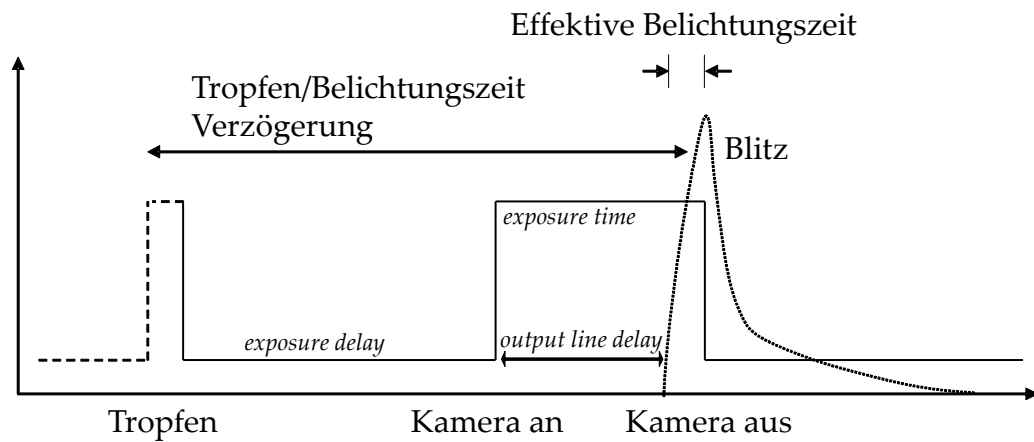 Effektive Belichtungszeit
Tropfen/Belichtungszeit
Verzögerung
Blitz
exposure time
exposure delay
output line delay
Tropfen
Kamera an
Kamera aus